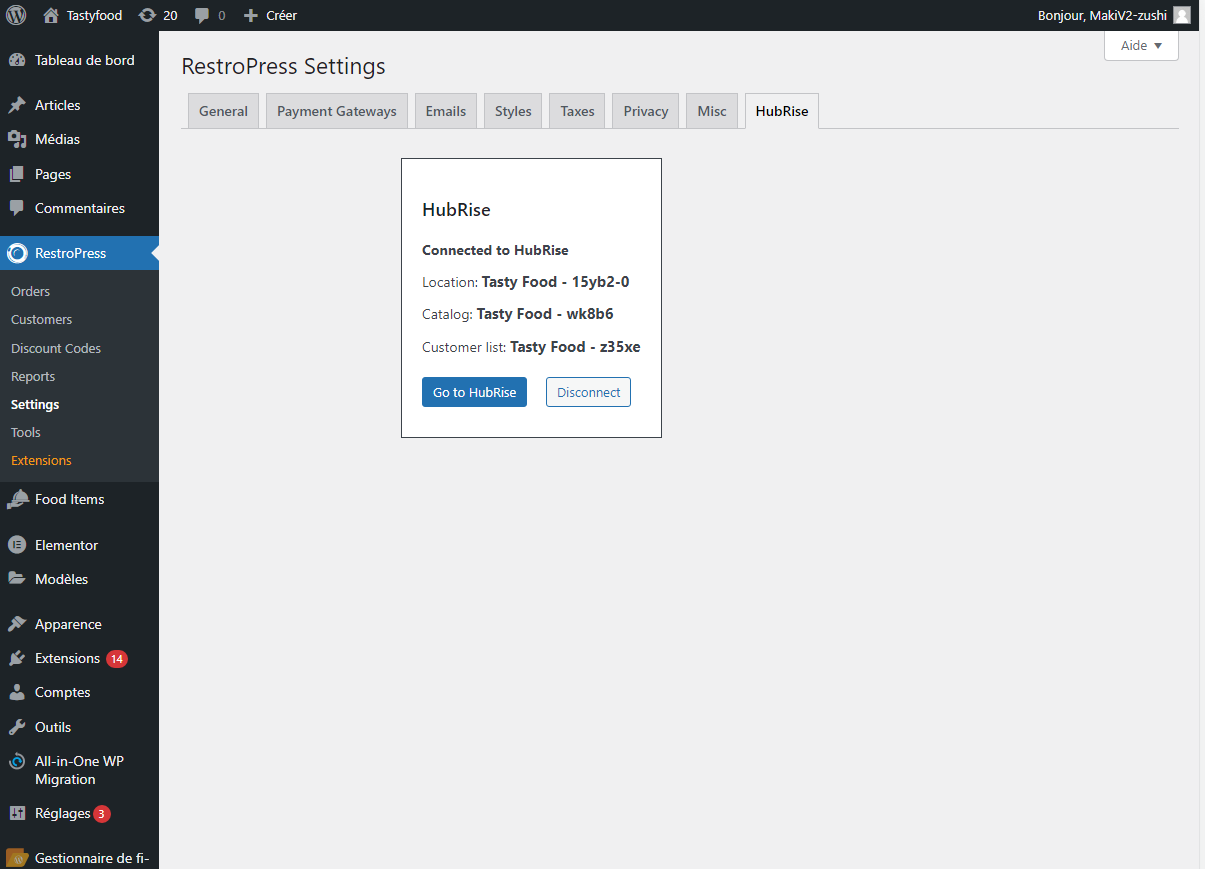 Tastyfood 20 0 Créer Bonjour, MakiV2-zushi
Aide
Tableau de bord
Articles
Médias
Pages
Commentaires
RestroPress
Orders
Customers
Discount Codes
Reports
Settings
Tools
Extensions
Food Items
Elementor
Modèles
Apparence
Extensions 14
Comptes
Outils
All-in-One WP
Migration
Réglages 3
Gestionnaire de fi-
RestroPress Settings
General Payment Gateways Emails Styles Taxes Privacy Misc HubRise
HubRise
Connected to HubRise
Location: Tasty Food - 15yb2-0
Catalog: Tasty Food - wk8b6
Customer list: Tasty Food - z35xe
Go to HubRise Disconnect